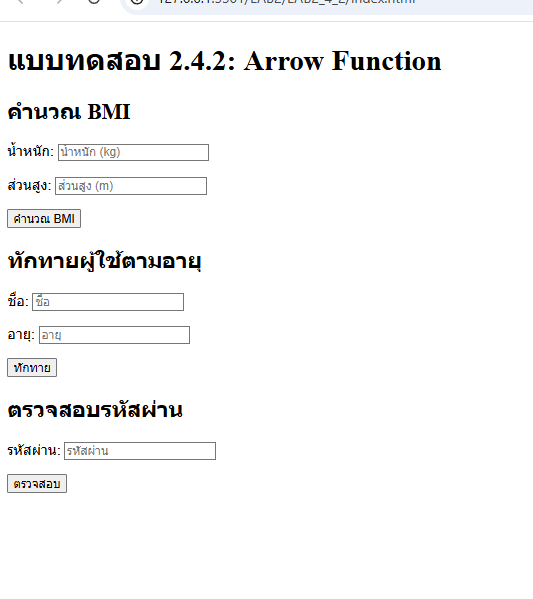 127.0.0.1:5501/LAB2/LAB2_4_2/index.html
แบบทดสอบ 2.4.2: Arrow Function
คำนวณ BMI
น้ำหนัก: น้ำหนัก (kg)
ส่วนสูง: ส่วนสูง (m)
คำนวณ BMI
ทักทายผู้ใช้ตามอายุ
ชื่อ: ชื่อ
อายุ: อายุ
ทักทาย
ตรวจสอบรหัสผ่าน
รหัสผ่าน: รหัสผ่าน
ตรวจสอบ